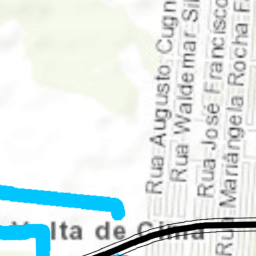 Rua Augusto Cugn
Rua Waldemar Si
Rua José Francisco
Rua Mariângela Rocha F
Volta de Cima